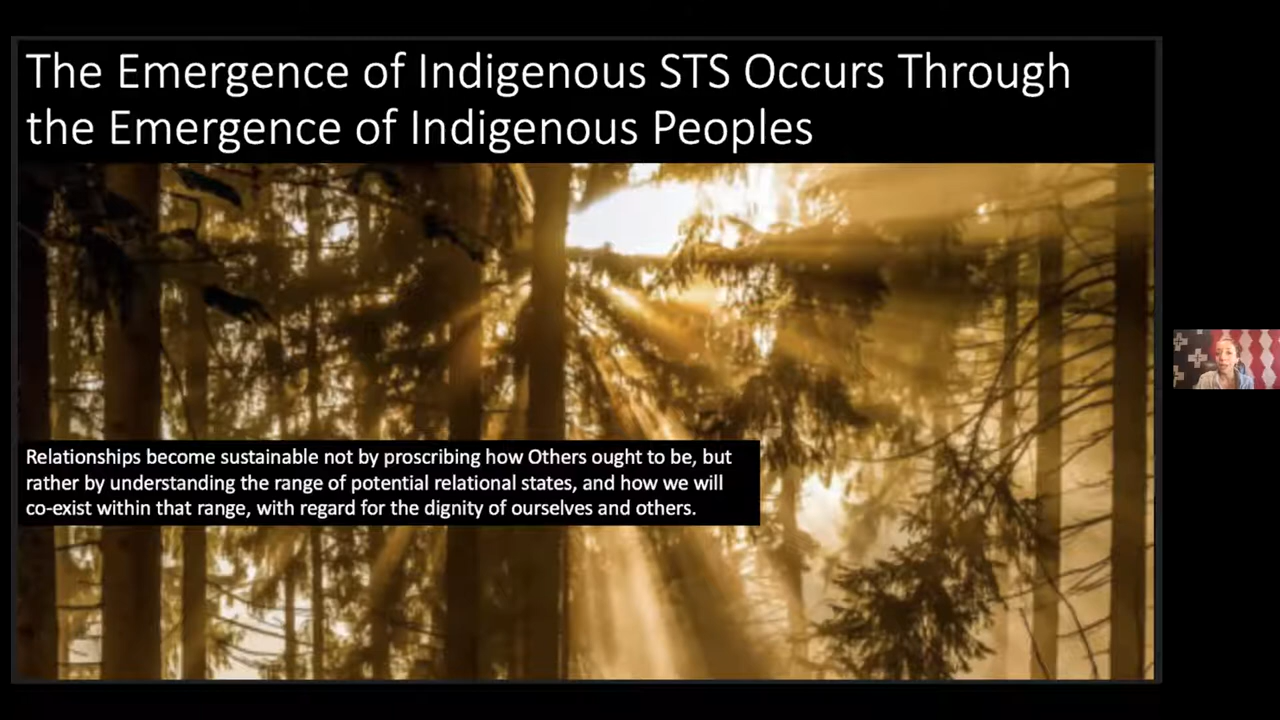 The Emergence of Indigenous STS Occurs Through
the Emergence of Indigenous Peoples
Relationships become sustainable not by proscribing how Others ought to be, but
rather by understanding the range of potential relational states, and how we will
co-exist within that range, with regard for the dignity of ourselves and others.